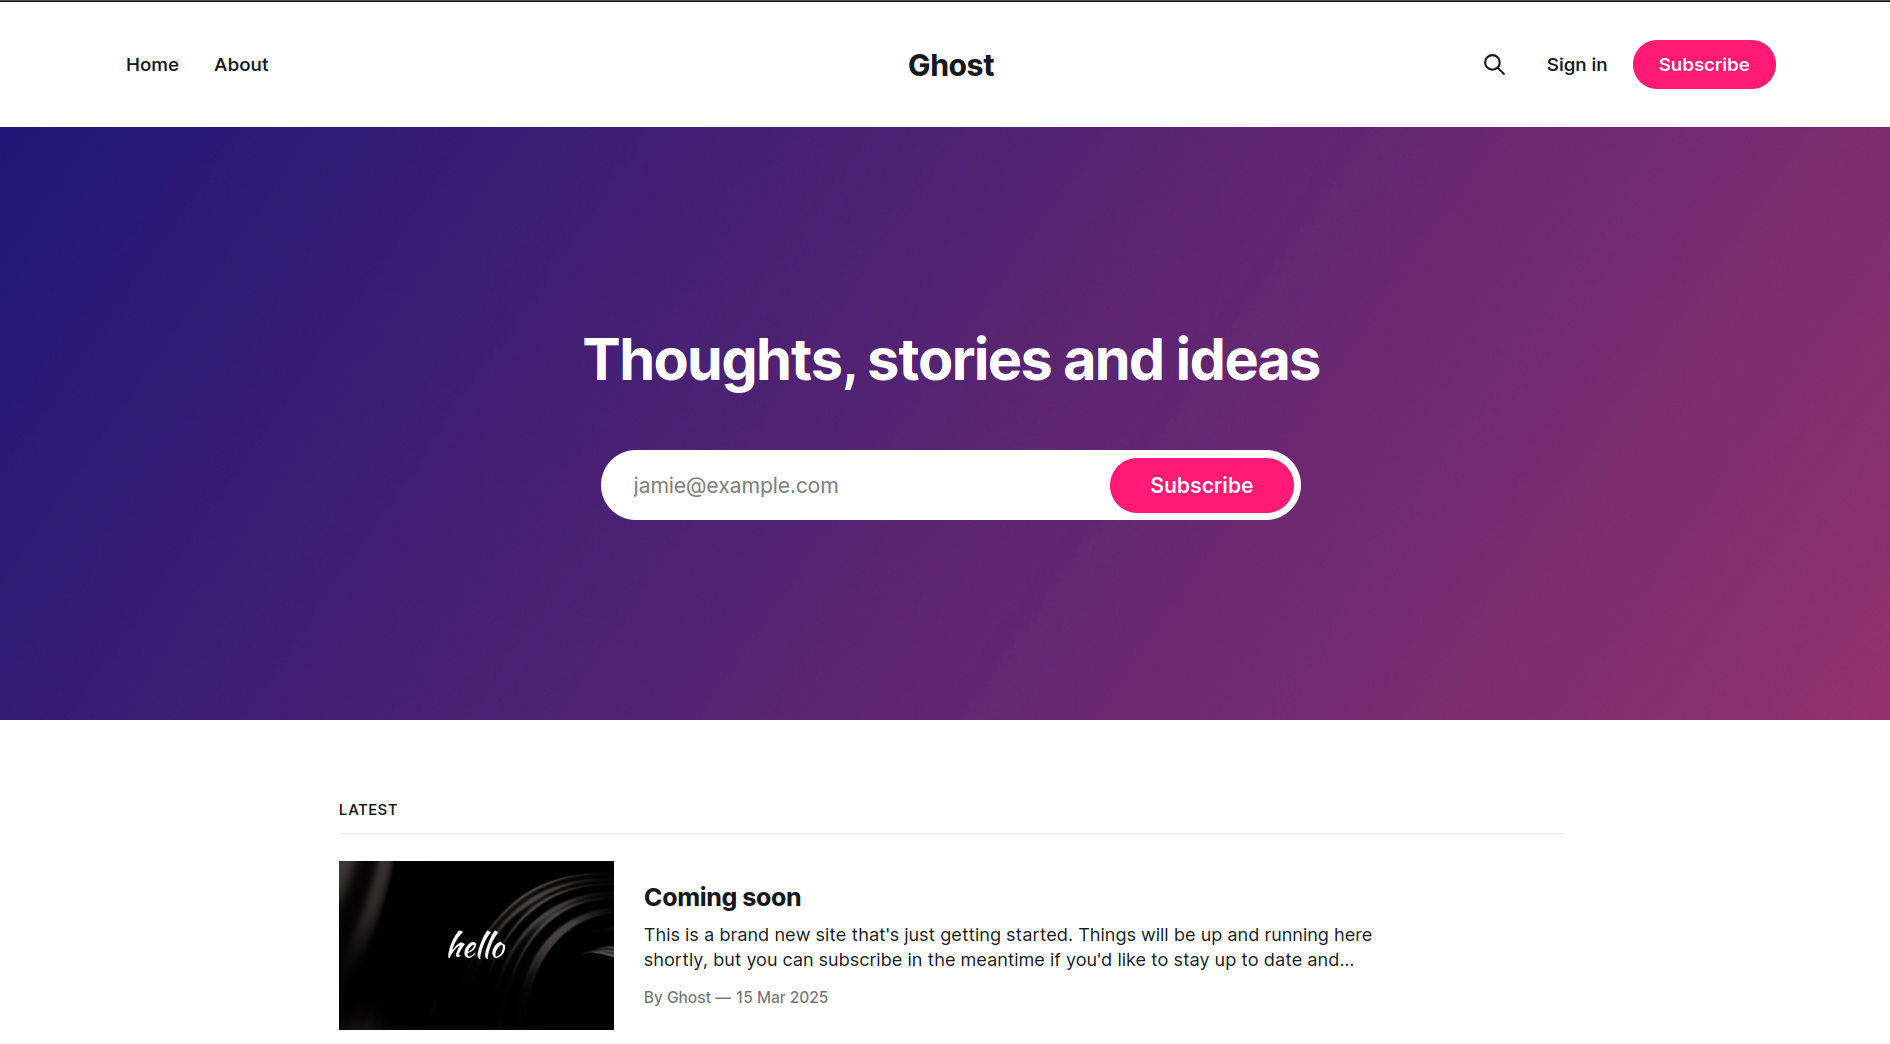 Home
About
Ghost
Sign in
Subscribe
Thoughts, stories and ideas
jamie@example.com
Subscribe
LATEST
hello
Coming soon
This is a brand new site that's just getting started. Things will be up and running here
shortly, but you can subscribe in the meantime if you'd like to stay up to date and...
By Ghost — 15 Mar 2025